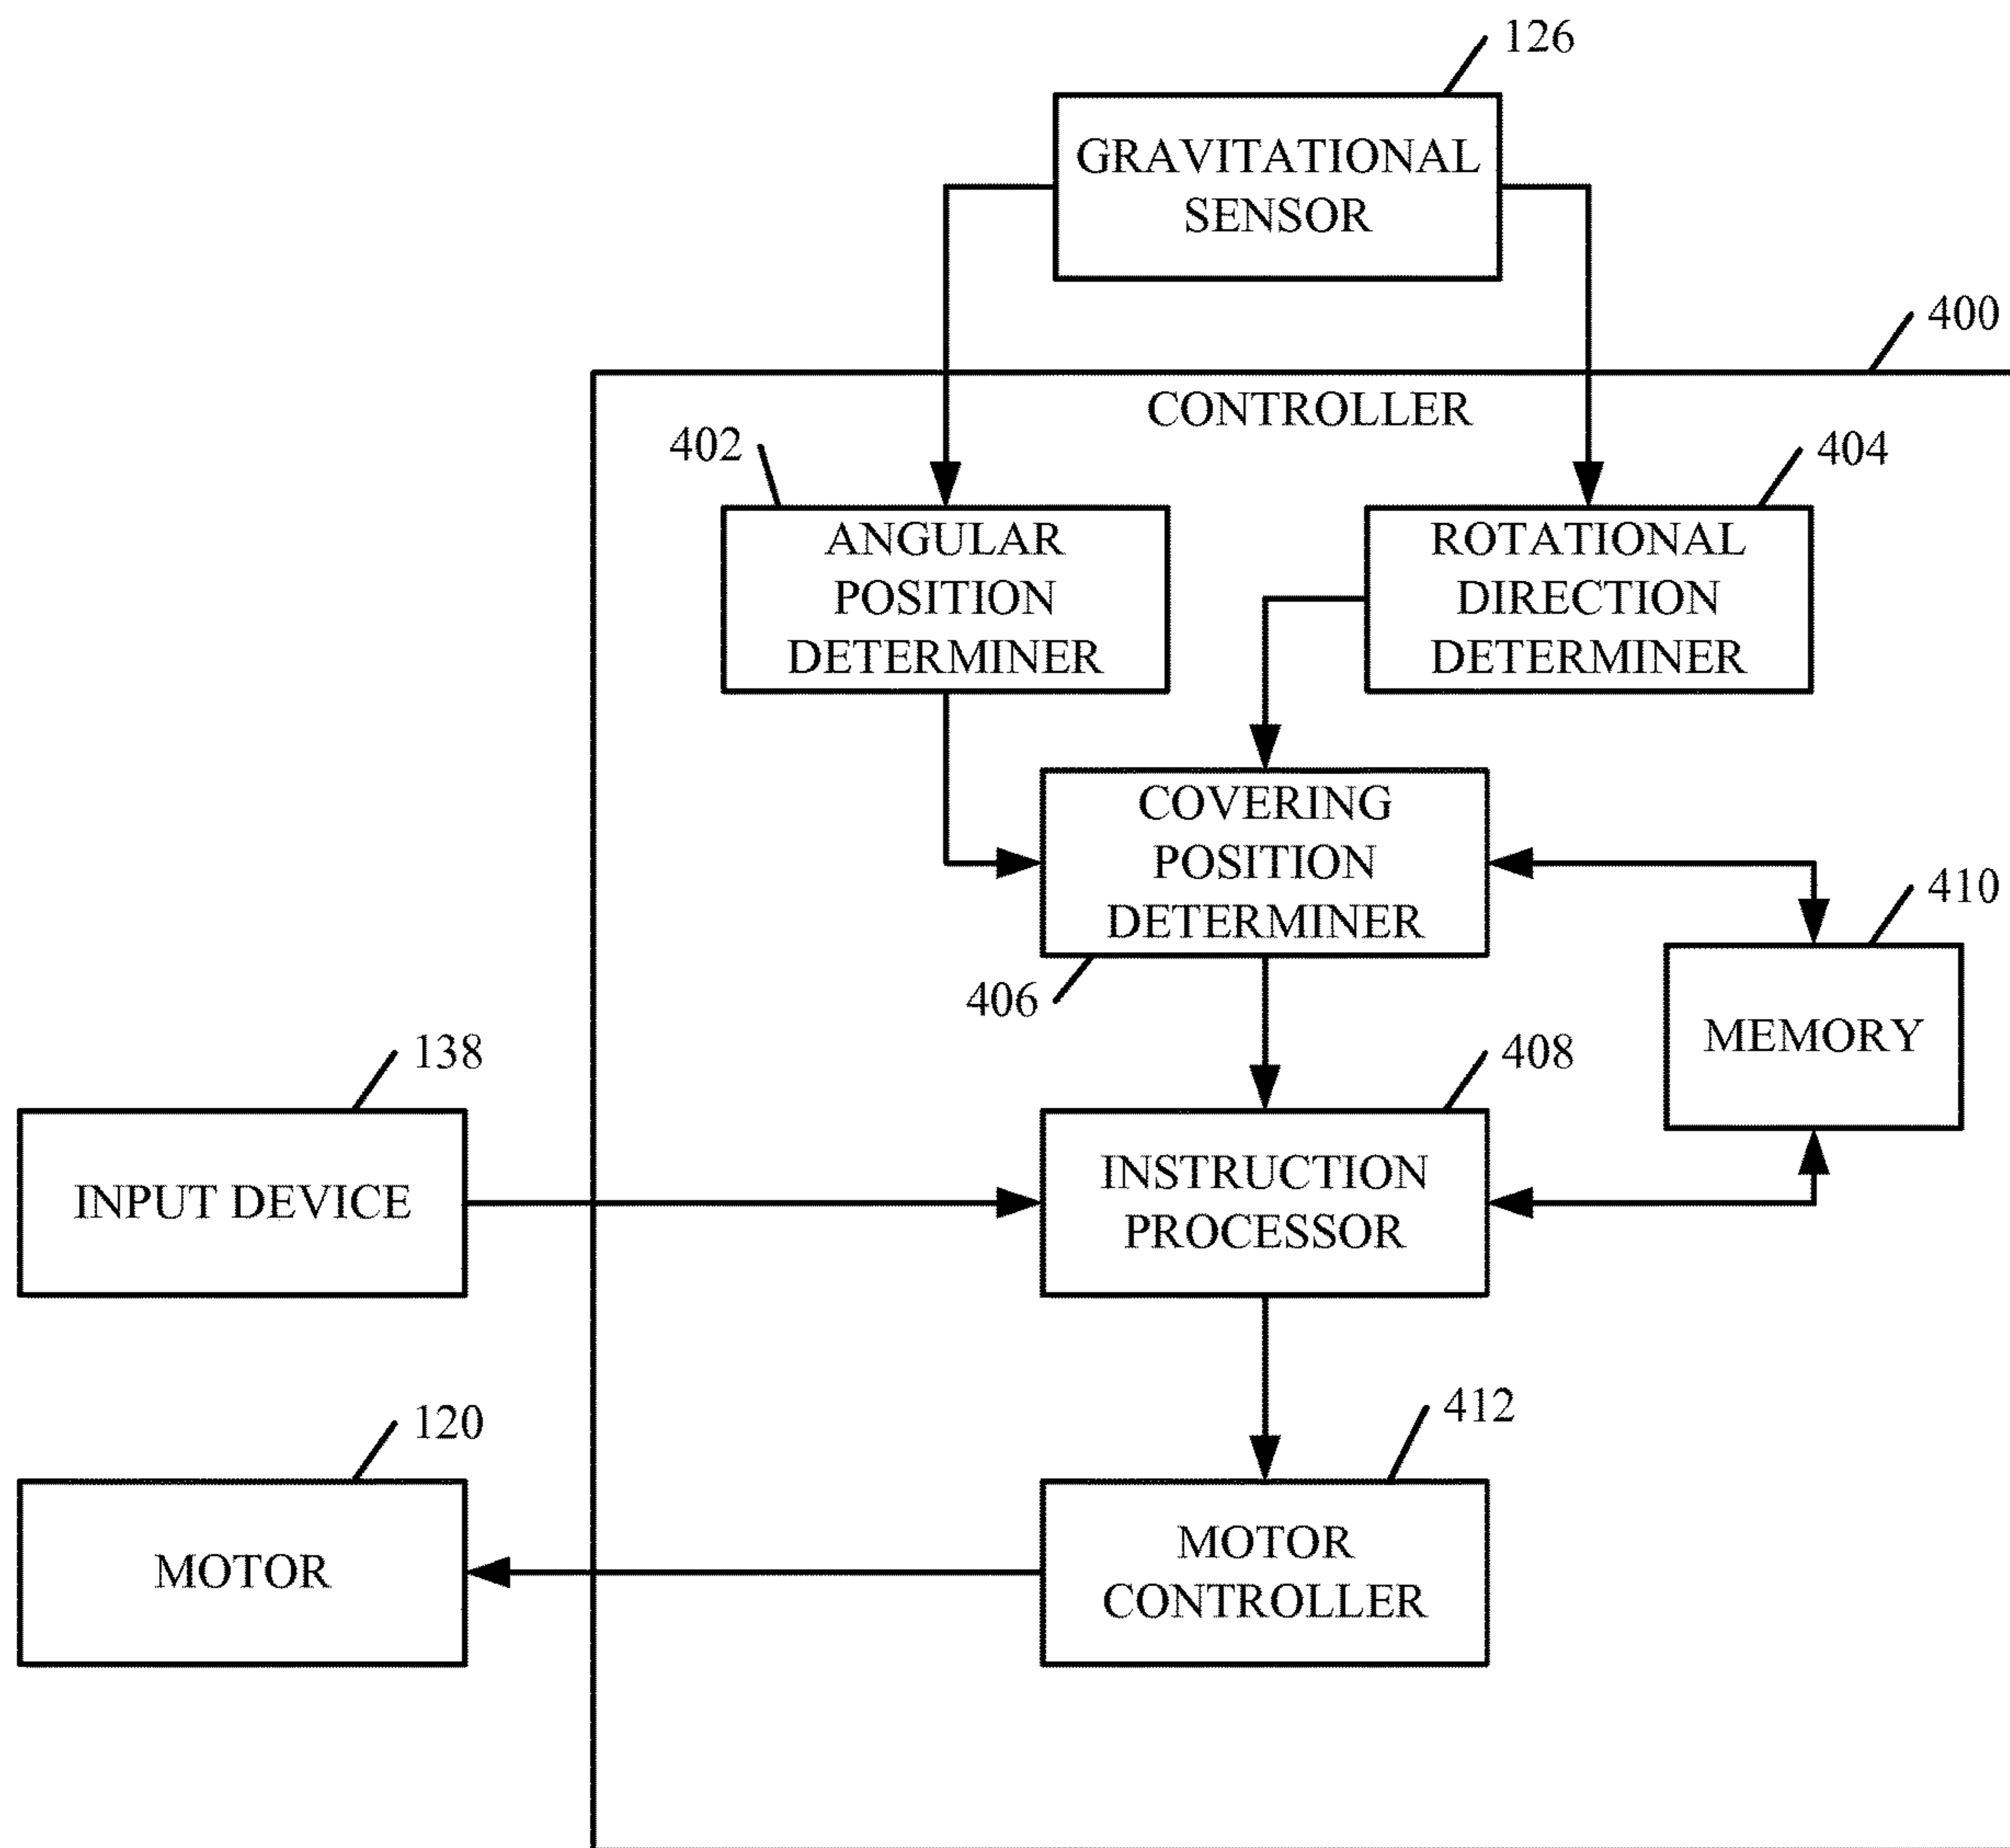 126
GRAVITATIONAL
SENSOR
400
CONTROLLER
402
404
ANGULAR
POSITION
DETERMINER
ROTATIONAL
DIRECTION
DETERMINER
COVERING
POSITION
DETERMINER
410
406
MEMORY
138
408
INPUT DEVICE
INSTRUCTION
PROCESSOR
120
412
MOTOR
MOTOR
CONTROLLER